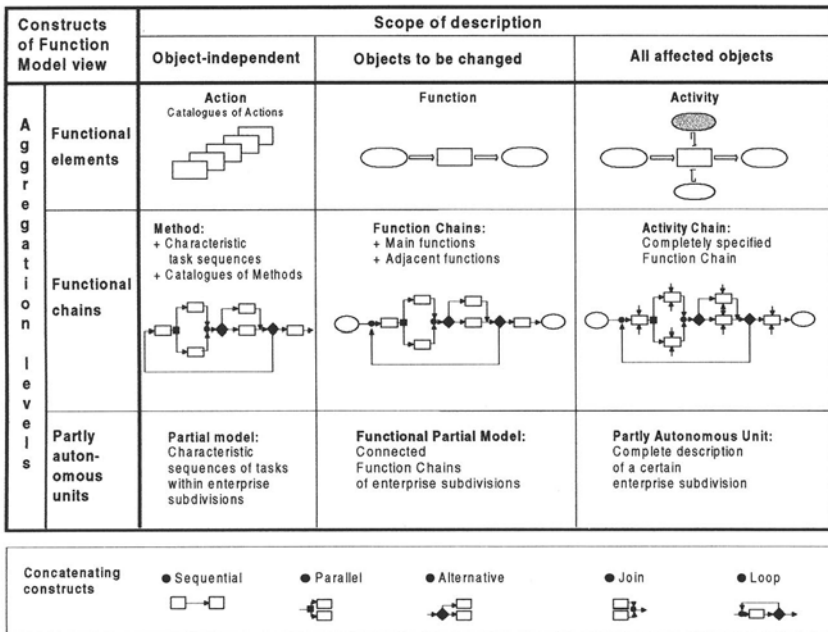 Constructs
of Function
Model view
Scope of description
Object-independent
Objects to be changed
All affected objects
Aggregation levels
Functional
elements
Action
Catalogues of Actions
Function
Activity
Functional
chains
Method:
+ Characteristic
task sequences
+ Catalogues of Methods
Function Chains:
+ Main functions
+ Adjacent functions
Activity Chain:
Completely specified
Function Chain
Partly
auton-
omous
units
Partial model:
Characteristic
sequences of tasks
within enterprise
subdivisions
Functional Partial Model:
Connected
Function Chains
of enterprise subdivisions
Partly Autonomous Unit:
Complete description
of a certain
enterprise subdivision
Concatenating
constructs
● Sequential
● Parallel
● Alternative
● Join
● Loop